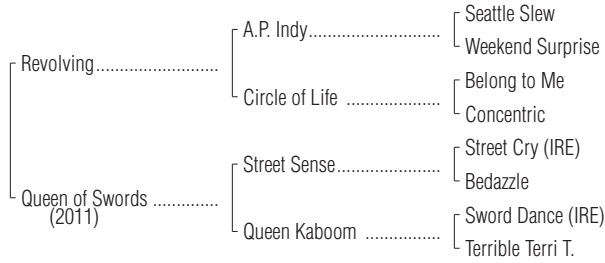 Seattle Slew
A.P. Indy..............................
Weekend Surprise
Revolving............................
Belong to Me
Circle of Life ......................
Concentric
Street Cry (IRE)
Street Sense........................
Bedazzle
Queen of Swords ...............
(2011)
Sword Dance (IRE)
Queen Kaboom .................
Terrible Terri T.